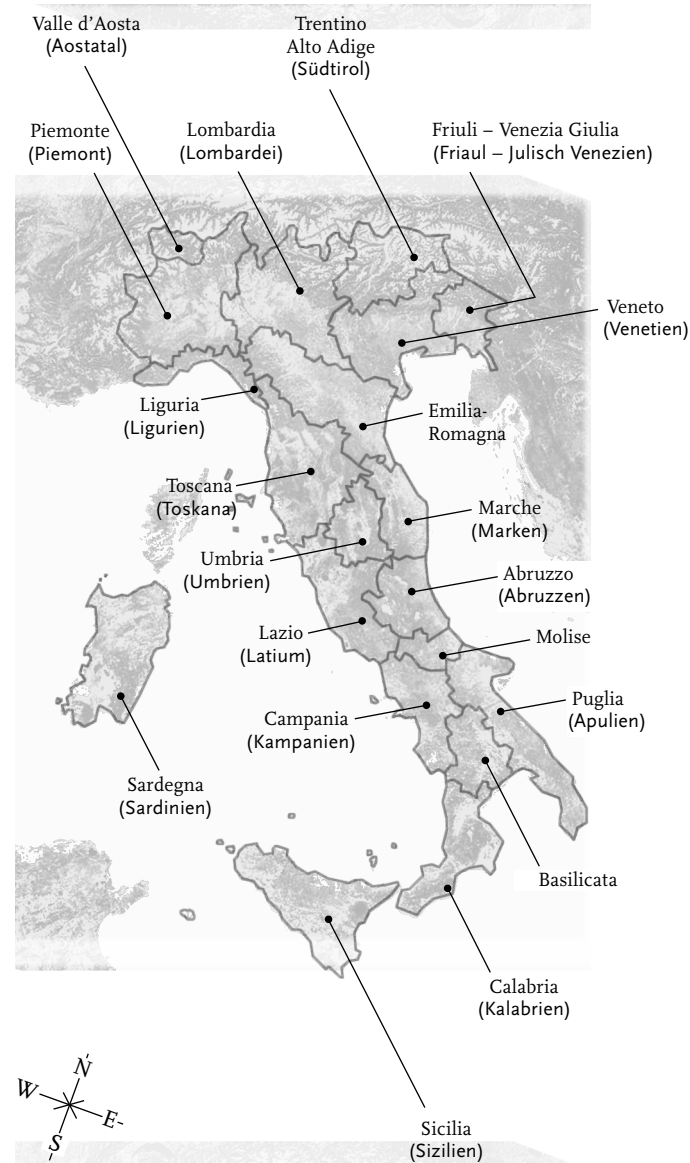 Valle d'Aosta
(Aostatal)
Trentino
Alto Adige
(Südtirol)
Piemonte
(Piemont)
Lombardia
(Lombardei)
Friuli – Venezia Giulia
(Friaul – Julisch Venezien)
Veneto
(Venetien)
Liguria
(Ligurien)
Emilia-
Romagna
Toscana
(Toskana)
Marche
(Marken)
Umbria
(Umbrien)
Abruzzo
(Abruzzen)
Lazio
(Latium)
Molise
Campania
(Kampanien)
Puglia
(Apulien)
Sardegna
(Sardinien)
Basilicata
Calabria
(Kalabrien)
N
W
E
S
Sicilia
(Sizilien)